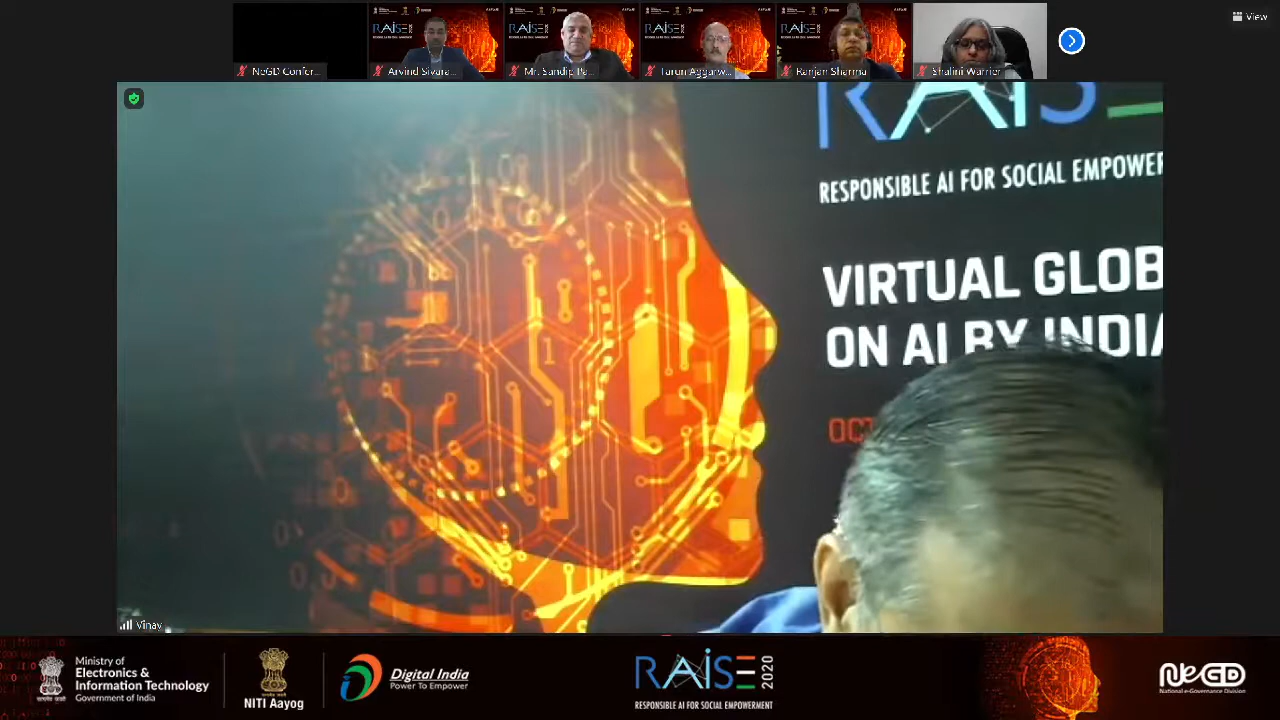 View
NeGD Confer...
Arvind Sivara...
Mr. Sandip Pa...
Tarun Aggarw...
Ranjan Sharma
Shalini Warrier
RAISE
RESPONSIBLE AI FOR SOCIAL EMPOWER
VIRTUAL GLOB
ON AI BY INDIA
OCT
Vinay
Ministry of
Electronics &
Information Technology
Government of India
NITI Aayog
Digital India
Power To Empower
RAISE 2020
RESPONSIBLE AI FOR SOCIAL EMPOWERMENT
NeGD
National e-Governance Division